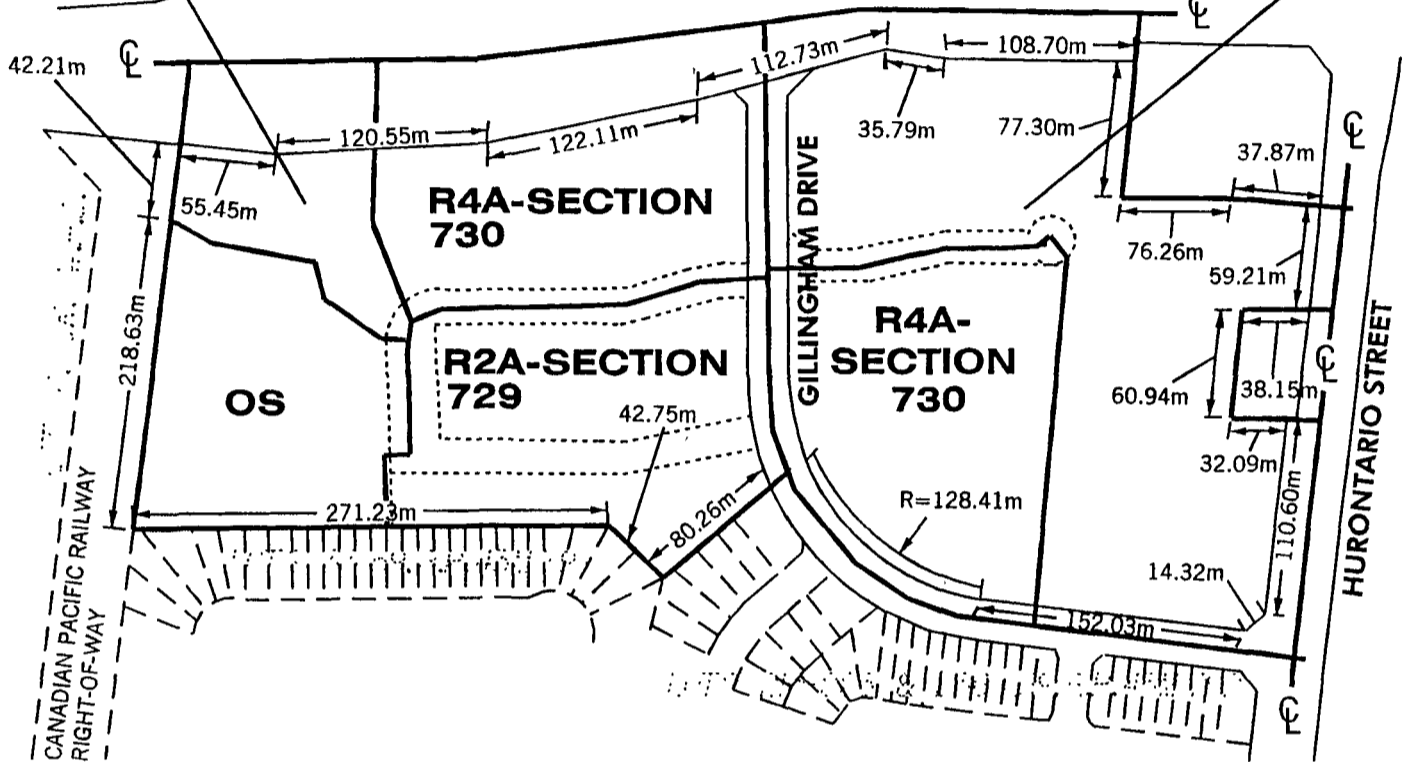 42.21m
℄
112.73m
108.70m
℄
120.55m
122.11m
35.79m
77.30m
37.87m
℄
55.45m
R4A-SECTION
730
GILLINGHAM DRIVE
76.26m
59.21m
218.63m
R4A-
SECTION
730
R2A-SECTION
729
OS
42.75m
60.94m
38.15m
℄
HURONTARIO STREET
32.09m
110.60m
271.23m
80.26m
R=128.41m
14.32m
152.03m
CANADIAN PACIFIC RAILWAY
RIGHT-OF-WAY
℄